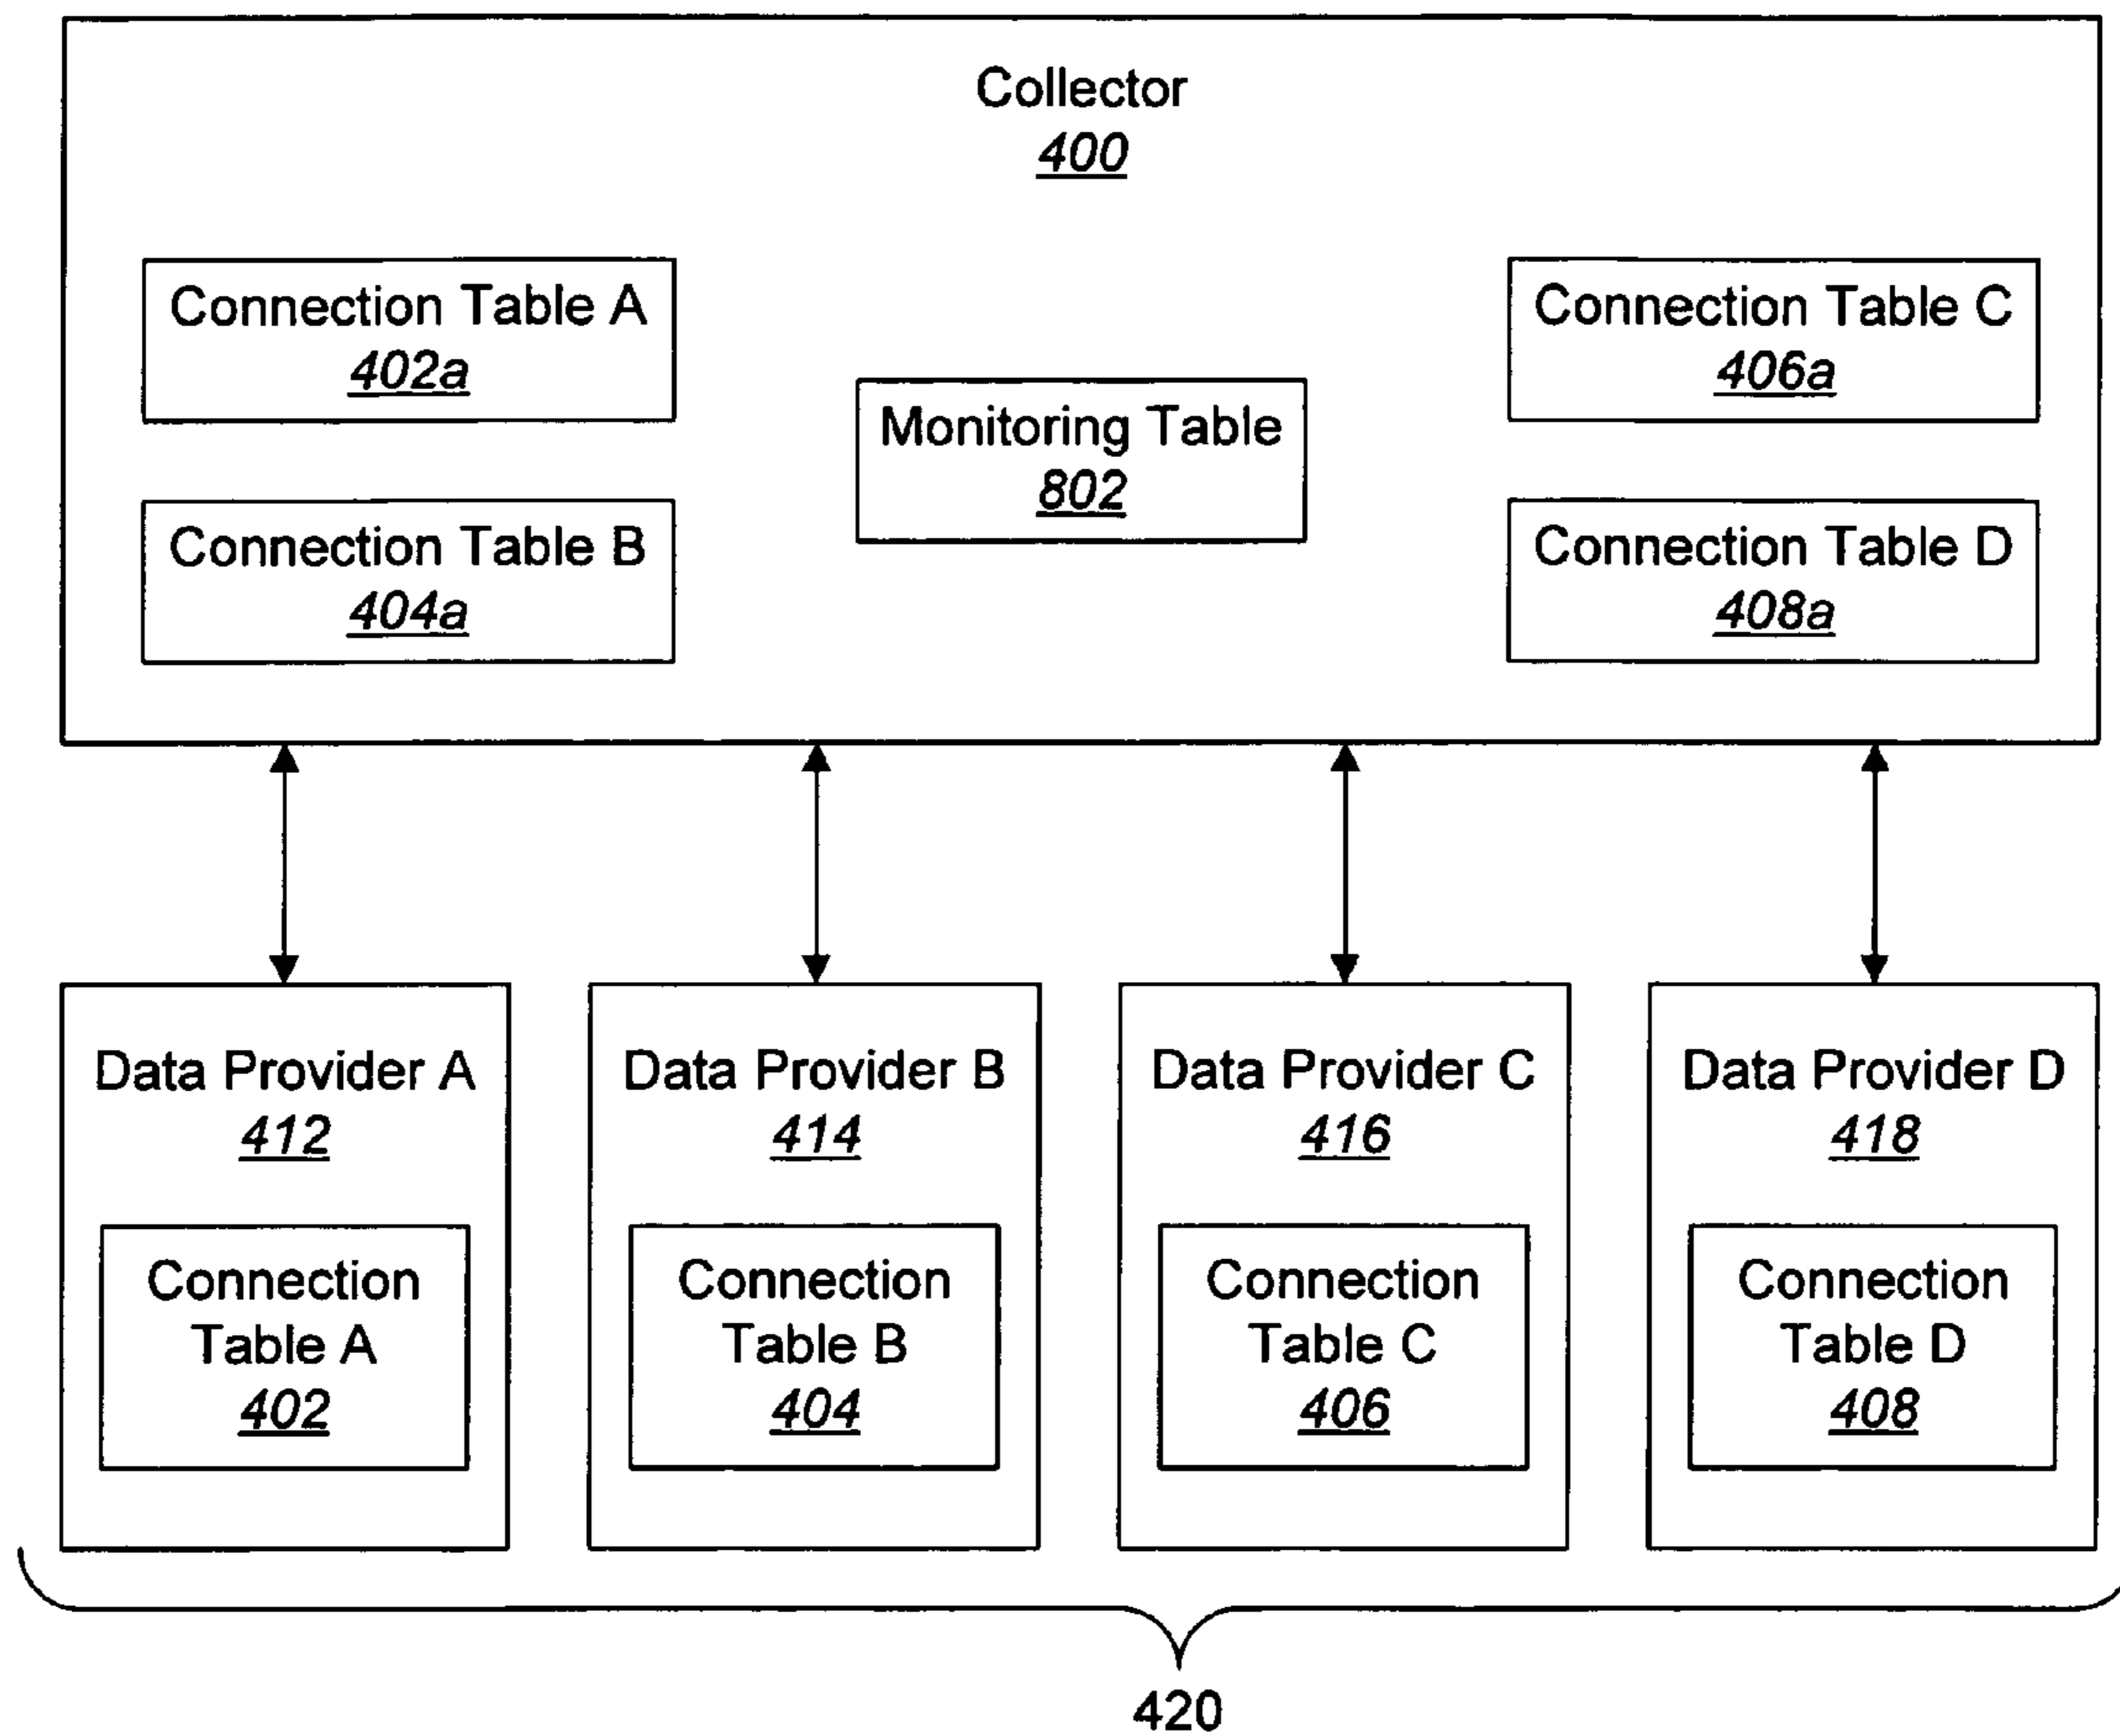 Collector
400
Connection Table A
402a
Connection Table C
406a
Monitoring Table
802
Connection Table B
404a
Connection Table D
408a
Data Provider A
412
Data Provider B
414
Data Provider C
416
Data Provider D
418
Connection
Table A
402
Connection
Table B
404
Connection
Table C
406
Connection
Table D
408
420